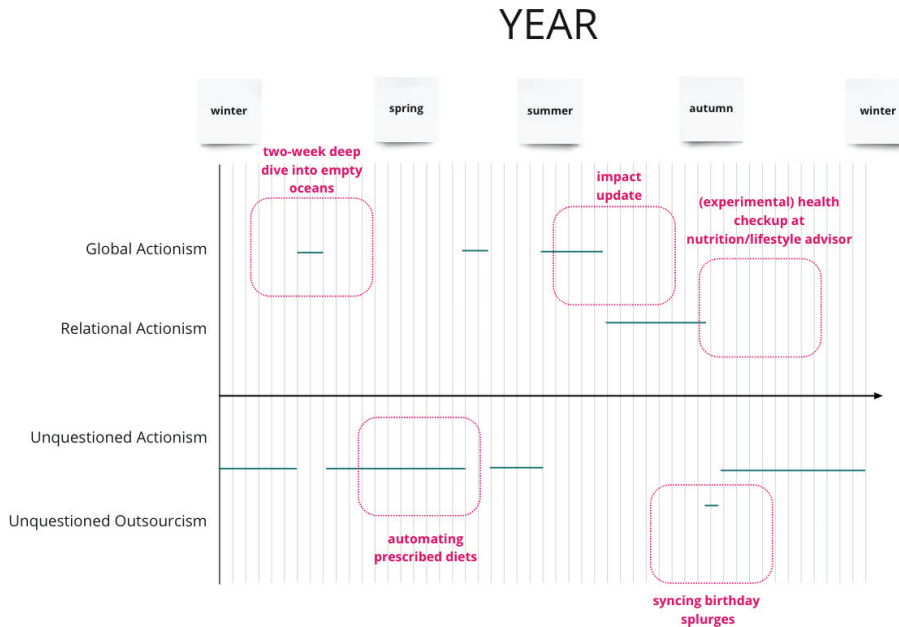 YEAR
winter
spring
summer
autumn
winter
two-week deep
dive into empty
oceans
impact
update
(experimental) health
checkup at
nutrition/lifestyle advisor
Global Actionism
Relational Actionism
Unquestioned Actionism
Unquestioned Outsourcism
automating
prescribed diets
syncing birthday
splurges